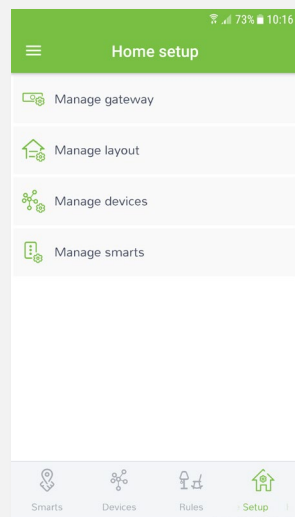 73% 10:16
Home setup
Manage gateway
Manage layout
Manage devices
Manage smarts
Smarts Devices Rules Setup